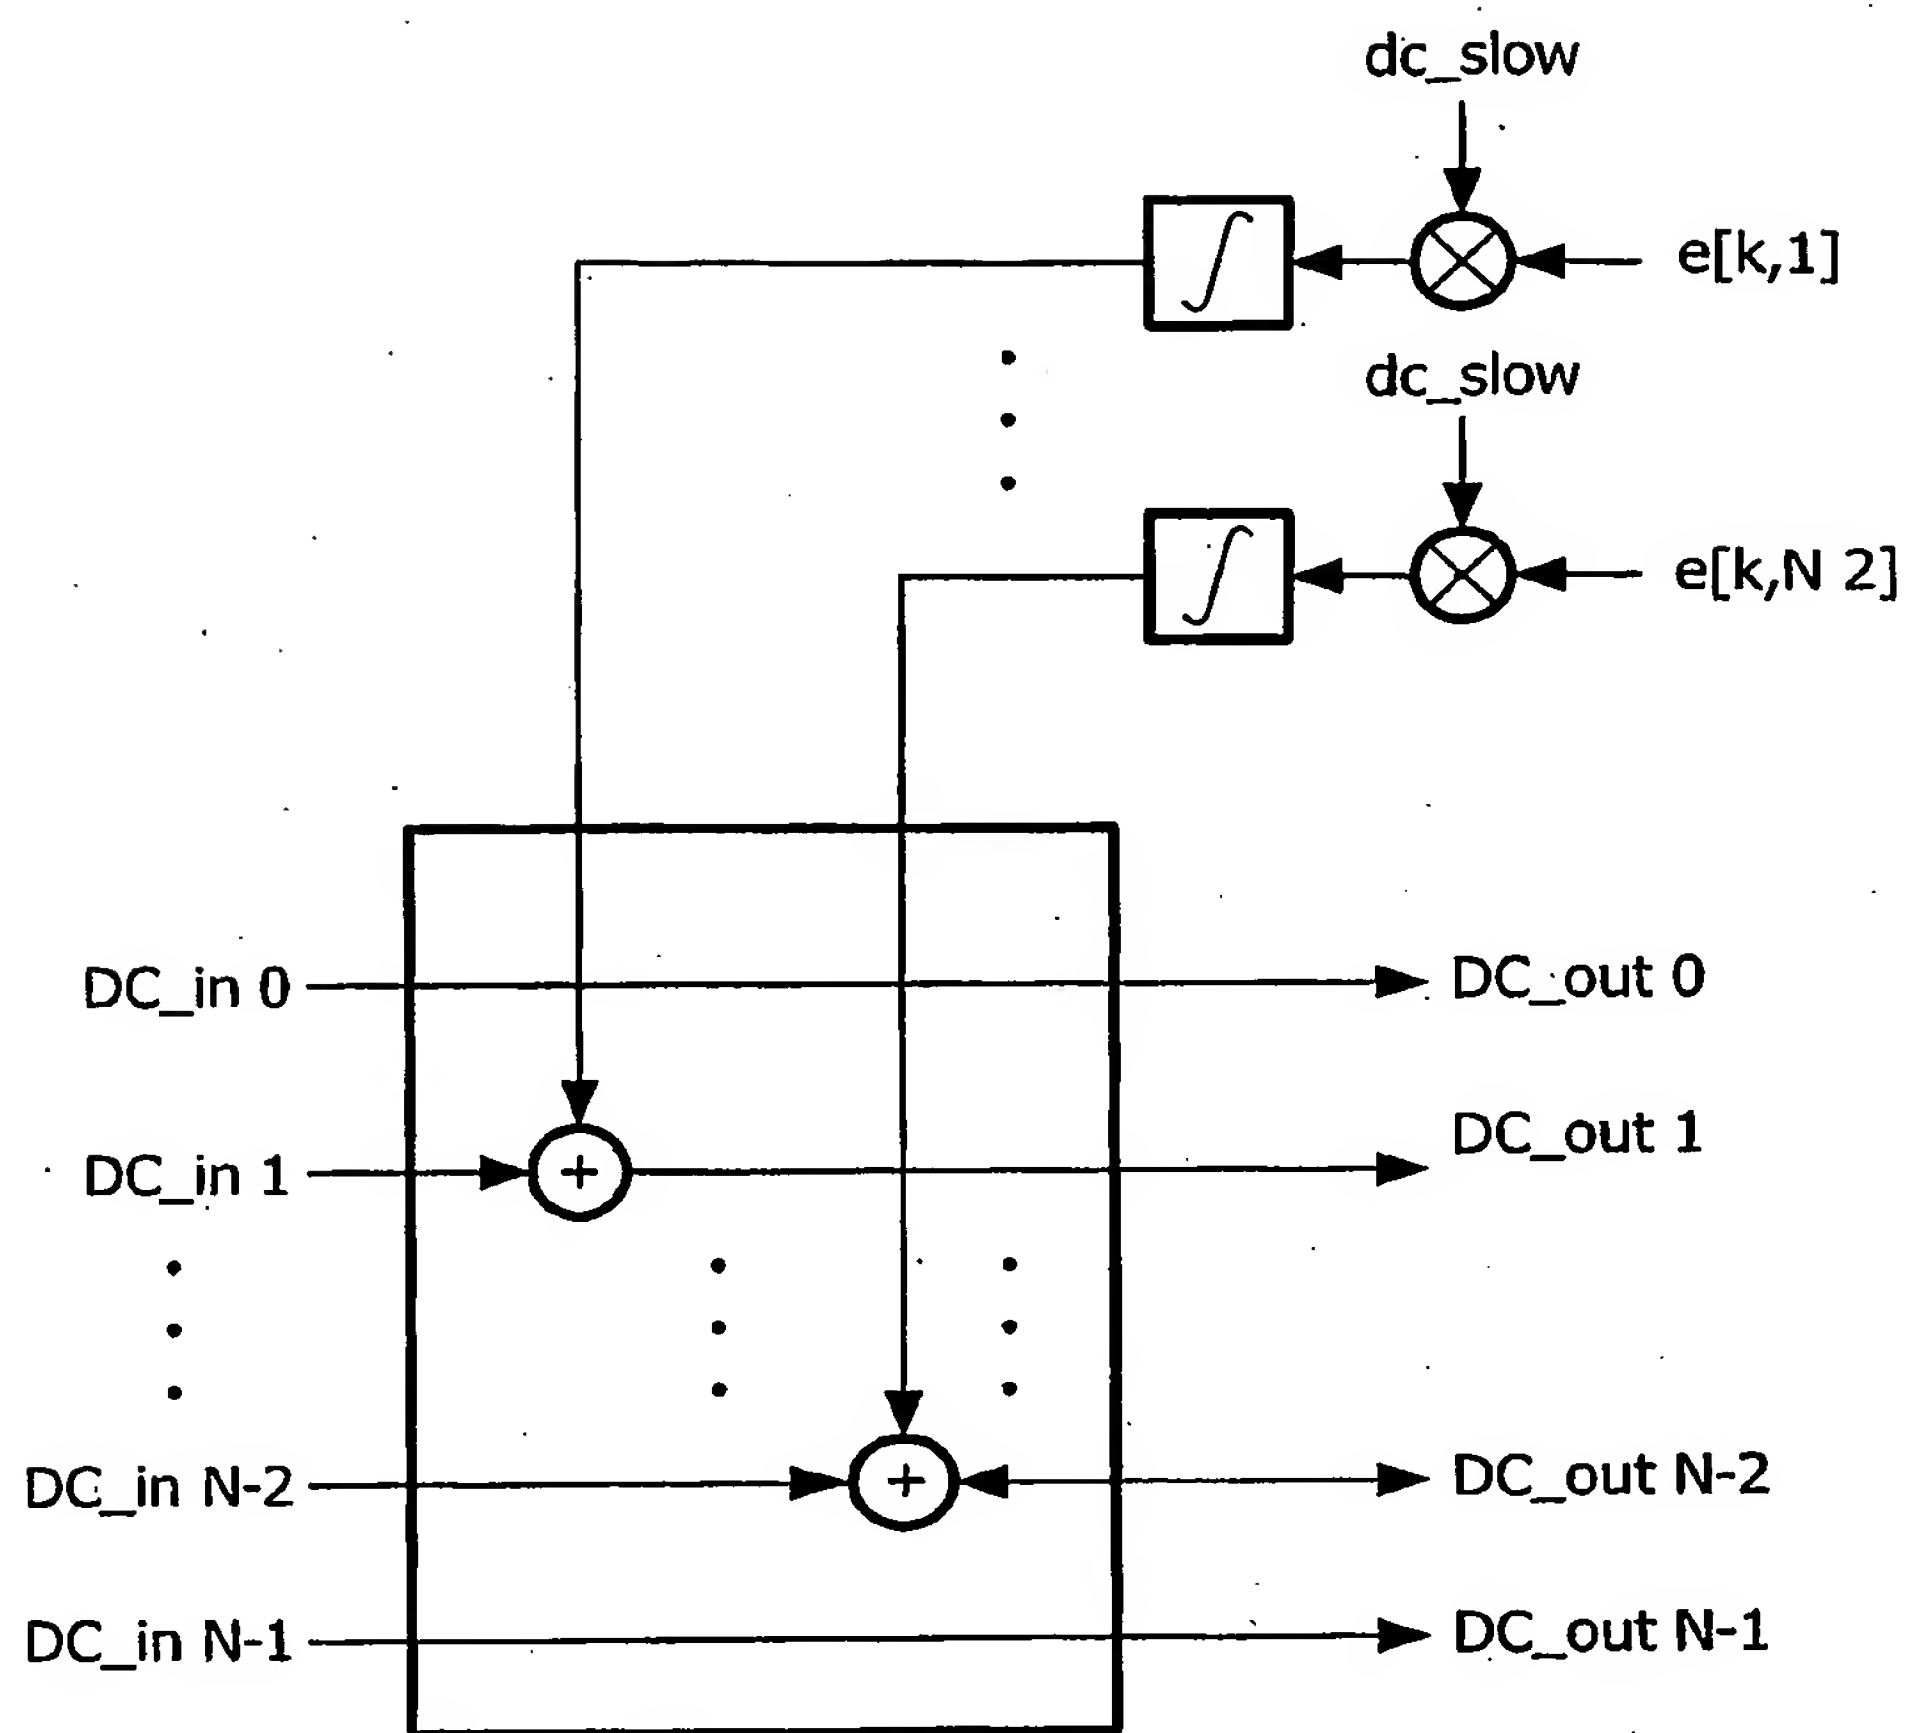 dc_slow
e[k,1]
dc_slow
e[k,N 2]
DC_in 0
DC_out 0
DC_in 1
+
DC_out 1
DC_in N-2
+
DC_out N-2
DC_in N-1
DC_out N-1